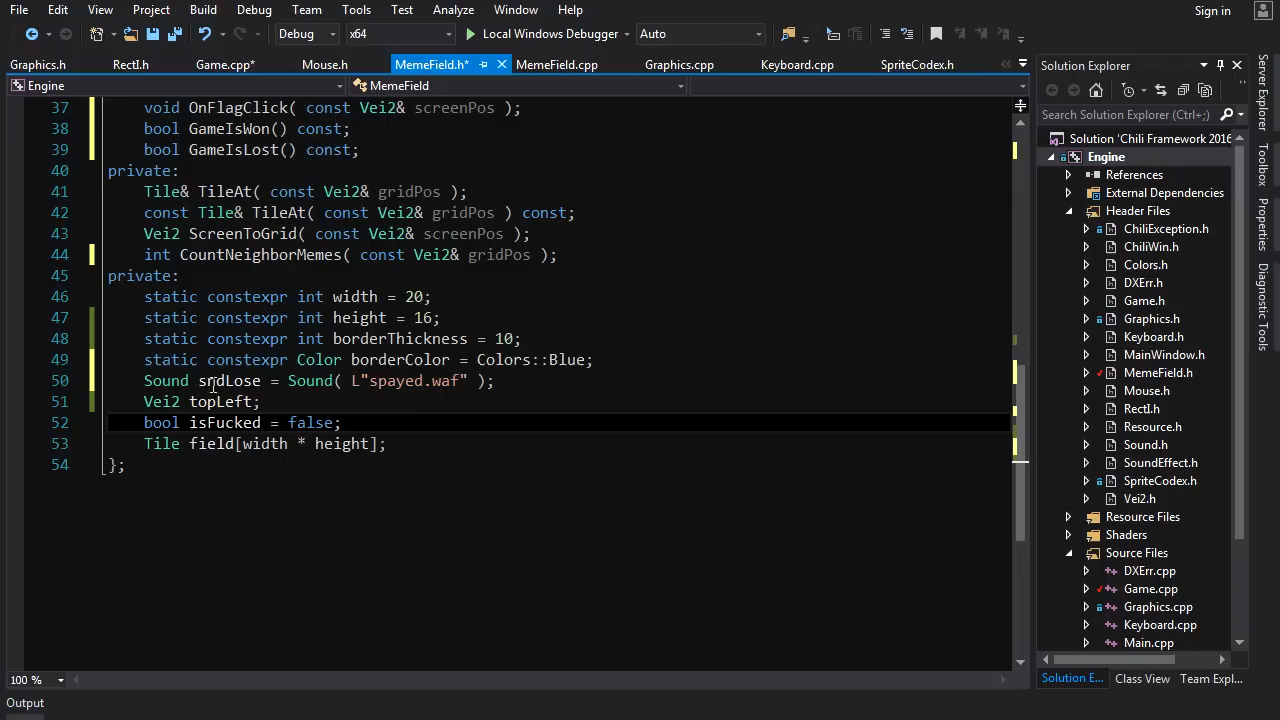 File Edit View Project Build Debug Team Tools Test Analyze Window Help Sign in
Debug x64 Local Windows Debugger Auto
Graphics.h RectI.h Game.cpp* Mouse.h MemeField.h* MemeField.cpp Graphics.cpp Keyboard.cpp SpriteCodex.h
Engine MemeField
37 void OnFlagClick( const Vei2& screenPos );
38 bool GameIsWon() const;
39 bool GameIsLost() const;
40 private:
41 Tile& TileAt( const Vei2& gridPos );
42 const Tile& TileAt( const Vei2& gridPos ) const;
43 Vei2 ScreenToGrid( const Vei2& screenPos );
44 int CountNeighborMemes( const Vei2& gridPos );
45 private:
46 static constexpr int width = 20;
47 static constexpr int height = 16;
48 static constexpr int borderThickness = 10;
49 static constexpr Color borderColor = Colors::Blue;
50 Sound srdLose = Sound( L"spayed.waf" );
51 Vei2 topLeft;
52 bool isFucked = false;
53 Tile field[width * height];
54 };
100 %
Output
Solution Explorer
Search Solution Explorer (Ctrl+;)
Solution 'Chili Framework 2016
Engine
References
External Dependencies
Header Files
ChiliException.h
ChiliWin.h
Colors.h
DXErr.h
Game.h
Graphics.h
Keyboard.h
MainWindow.h
MemeField.h
Mouse.h
RectI.h
Resource.h
Sound.h
SoundEffect.h
SpriteCodex.h
Vei2.h
Resource Files
Shaders
Source Files
DXErr.cpp
Game.cpp
Graphics.cpp
Keyboard.cpp
Main.cpp
Solution E... Class View Team Expl...
Server Explorer
Toolbox
Properties
Diagnostic Tools